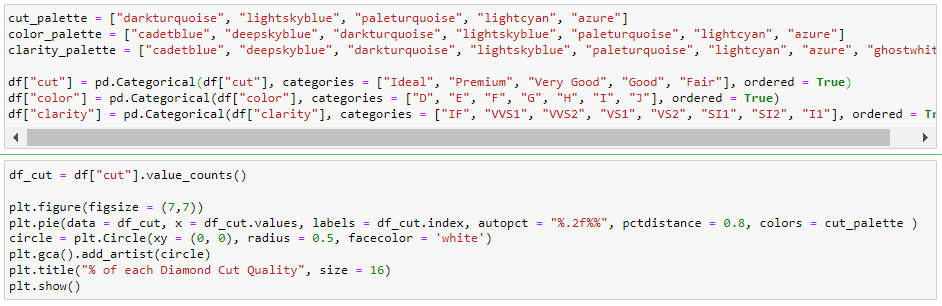 cut_palette = ["darkturquoise", "lightskyblue", "paleturquoise", "lightcyan", "azure"]
color_palette = ["cadetblue", "deepskyblue", "darkturquoise", "lightskyblue", "paleturquoise", "lightcyan", "azure"]
clarity_palette = ["cadetblue", "deepskyblue", "darkturquoise", "lightskyblue", "paleturquoise", "lightcyan", "azure", "ghostwhit
df["cut"] = pd.Categorical(df["cut"], categories = ["Ideal", "Premium", "Very Good", "Good", "Fair"], ordered = True)
df["color"] = pd.Categorical(df["color"], categories = ["D", "E", "F", "G", "H", "I", "J"], ordered = True)
df["clarity"] = pd.Categorical(df["clarity"], categories = ["IF", "VVS1", "VVS2", "VS1", "VS2", "SI1", "SI2", "I1"], ordered = Tr
df_cut = df["cut"].value_counts()
plt.figure(figsize = (7,7))
plt.pie(data = df_cut, x = df_cut.values, labels = df_cut.index, autopct = "%.2f%%", pctdistance = 0.8, colors = cut_palette )
circle = plt.Circle(xy = (0, 0), radius = 0.5, facecolor = 'white')
plt.gca().add_artist(circle)
plt.title("% of each Diamond Cut Quality", size = 16)
plt.show()